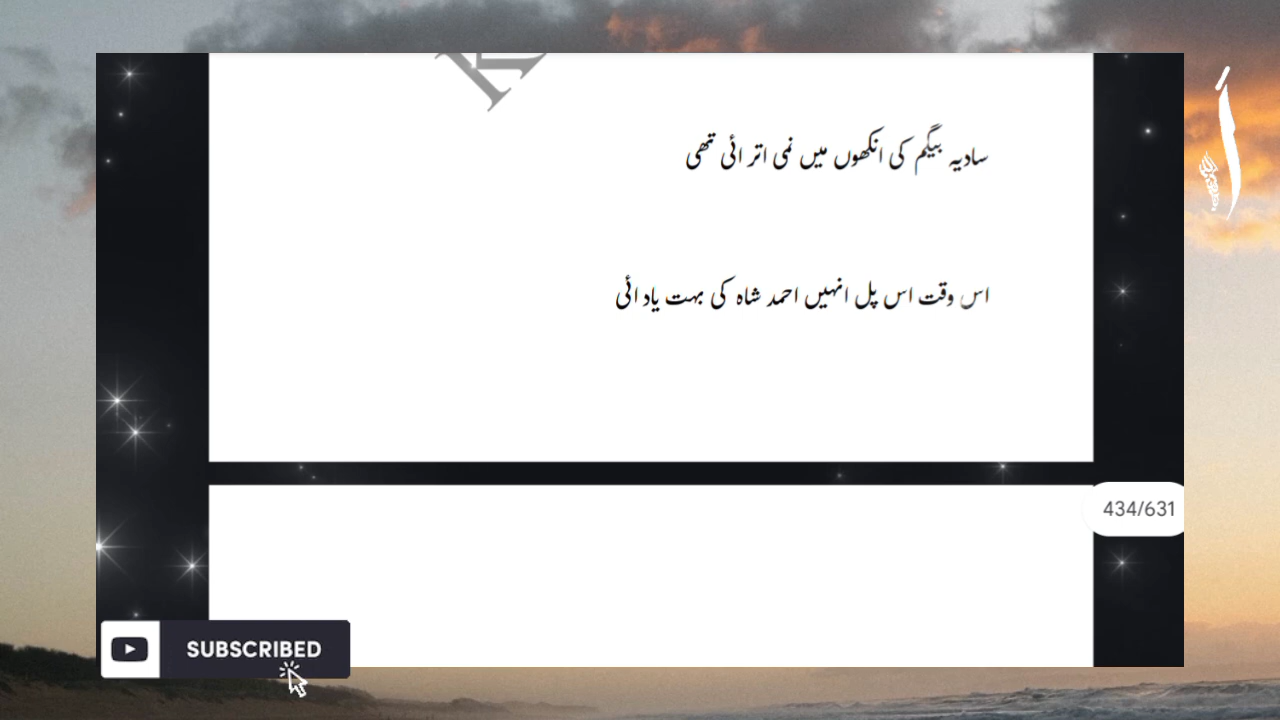 سادیہ بیگم کی انکھوں میں نمی اتر ائی تھی
اس وقت اس پل انہیں احمد شاہ کی بہت یاد ائی
434/631
SUBSCRIBED